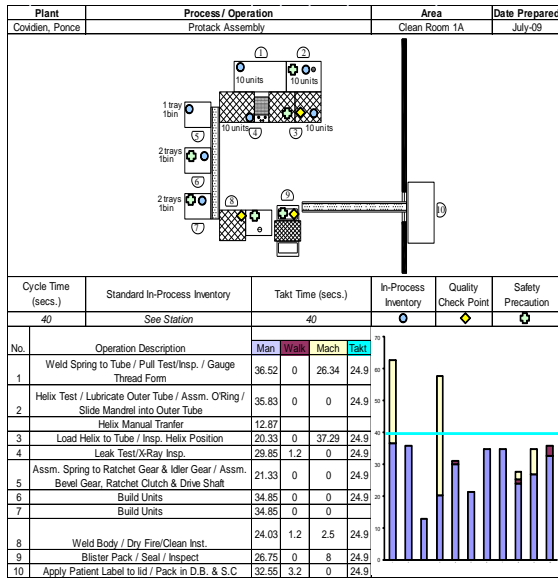 Plant Process / Operation Area Date Prepared
Covidien, Ponce Protack Assembly Clean Room 1A July-09
1 2
10 units 10 units
1 tray
1bin
10 units 10 units
5 4 3
2 trays
1bin
6
2 trays
1bin
8 9
7 10
Cycle Time (secs.) Standard In-Process Inventory Takt Time (secs.) In-Process Inventory Quality Check Point Safety Precaution
40 See Station 40
No. Operation Description Man Walk Mach Takt
1 Weld Spring to Tube / Pull Test/Insp. / Gauge Thread Form 36.52 0 26.34 24.9
2 Helix Test / Lubricate Outer Tube / Assm. O'Ring / Slide Mandrel into Outer Tube 35.83 0 0 24.9
Helix Manual Tranfer 12.87
3 Load Helix to Tube / Insp. Helix Position 20.33 0 37.29 24.9
4 Leak Test/X-Ray Insp. 29.85 1.2 0 24.9
5 Assm. Spring to Ratchet Gear & Idler Gear / Assm. Bevel Gear, Ratchet Clutch & Drive Shaft 21.33 0 0 24.9
6 Build Units 34.85 0 0 24.9
7 Build Units 34.85 0 0
8 Weld Body / Dry Fire/Clean Inst. 24.03 1.2 2.5 24.9
9 Blister Pack / Seal / Inspect 26.75 0 8 24.9
10 Apply Patient Label to lid / Pack in D.B. & S.C 32.55 3.2 0 24.9
70
60
50
40
30
20
10
0